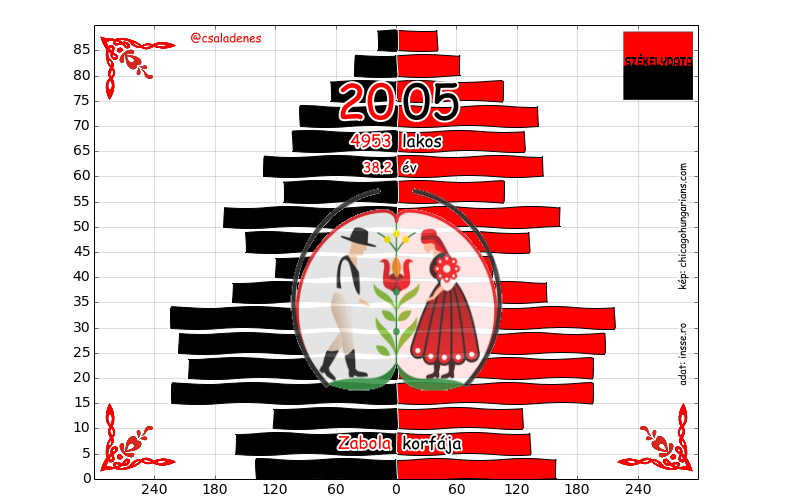 @csaladenes
SZÉKELYDATA
2005
4953 lakos
38.2 év
kép: chicagohungarians.com
adat: insse.ro
Zabola korfája
85
80
75
70
65
60
55
50
45
40
35
30
25
20
15
10
5
0
240 180 120 60 0 60 120 180 240